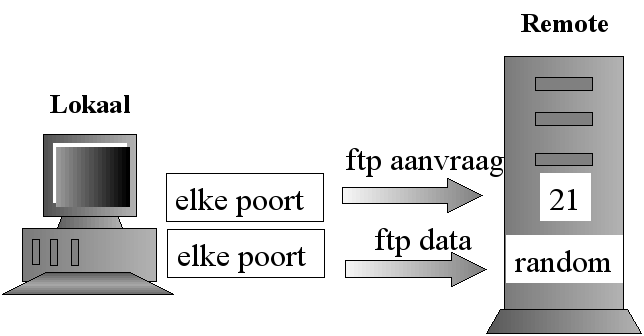 Remote
Lokaal
ftp aanvraag
elke poort
21
ftp data
elke poort
random